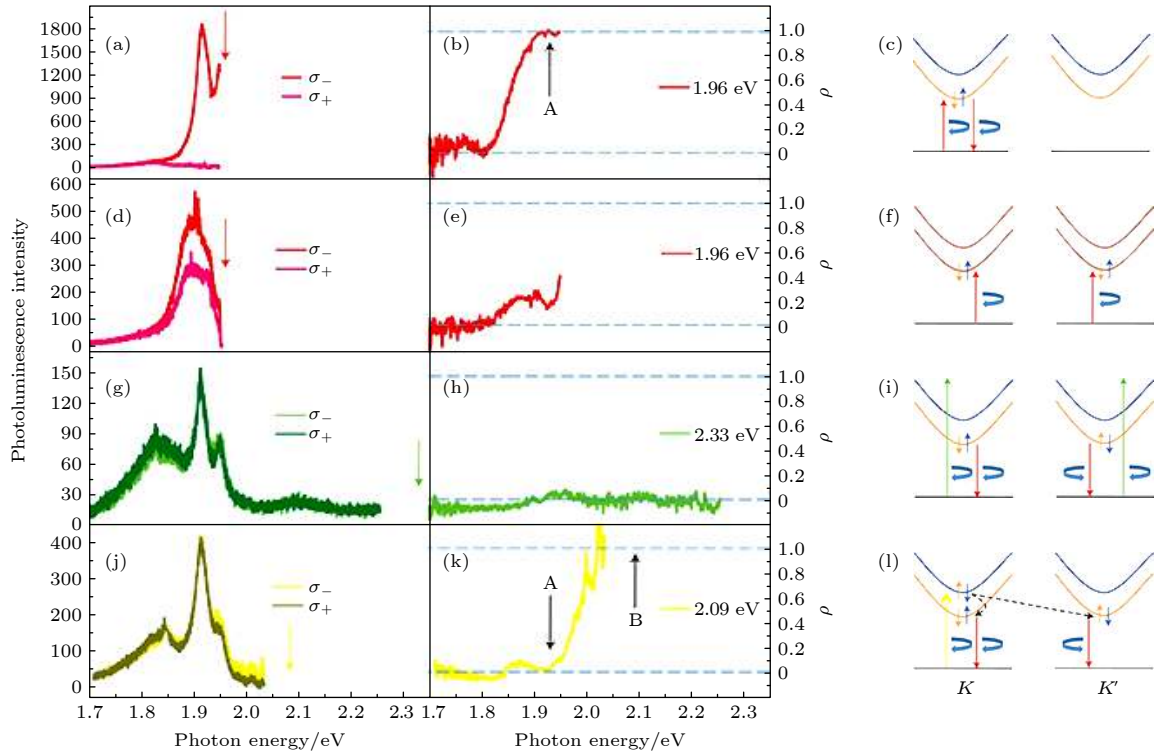 1800
1500
1200
900
600
300
0
(a)
σ−
σ+
(b)
A
1.96 eV
1.0
0.8
0.6
0.4
0.2
0
ρ
(c)
600
500
400
300
200
100
0
(d)
σ−
σ+
(e)
1.96 eV
1.0
0.8
0.6
0.4
0.2
0
ρ
(f)
Photoluminescence intensity
150
120
90
60
30
0
(g)
σ−
σ+
(h)
2.33 eV
1.0
0.8
0.6
0.4
0.2
0
ρ
(i)
400
300
200
100
0
(j)
σ−
σ+
(k)
A
B
2.09 eV
1.0
0.8
0.6
0.4
0.2
0
ρ
(l)
K
K′
1.7 1.8 1.9 2.0 2.1 2.2 2.3
1.7 1.8 1.9 2.0 2.1 2.2 2.3
Photon energy/eV
Photon energy/eV